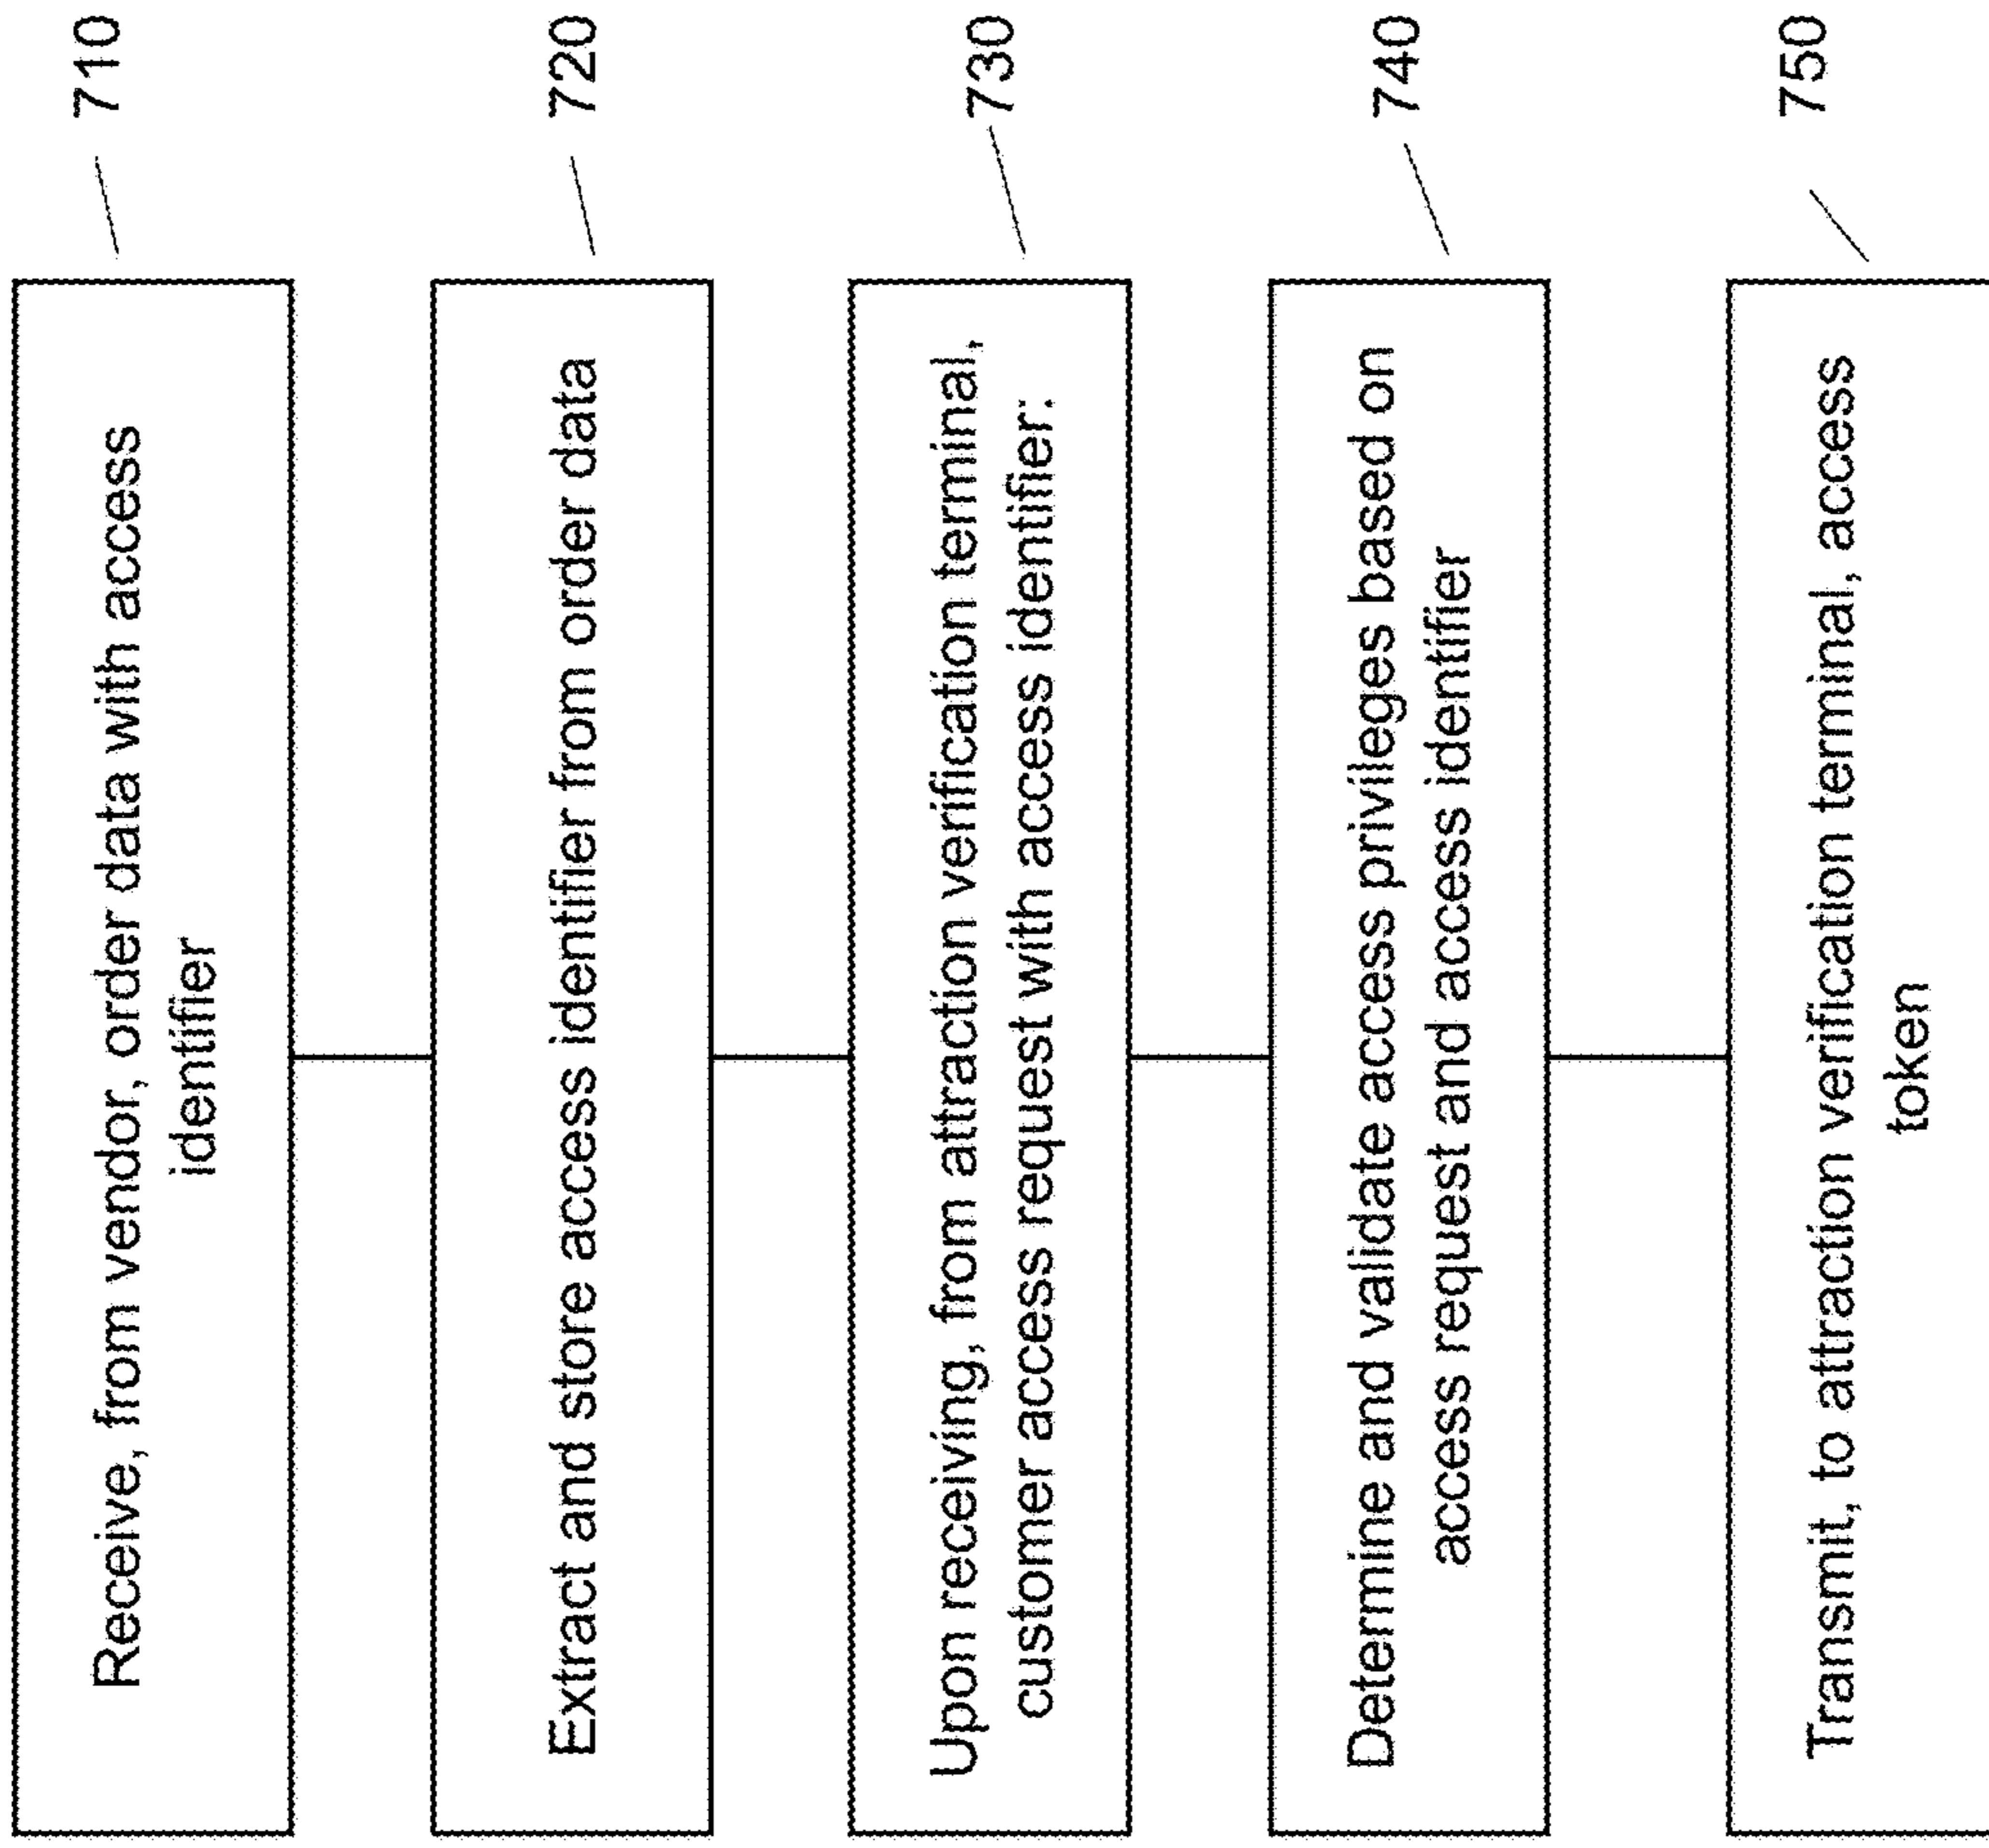 Receive, from vendor, order data with access
identifier
710
Extract and store access identifier from order data
720
Upon receiving, from attraction verification terminal,
customer access request with access identifier:
730
Determine and validate access privileges based on
access request and access identifier
740
Transmit, to attraction verification terminal, access
token
750